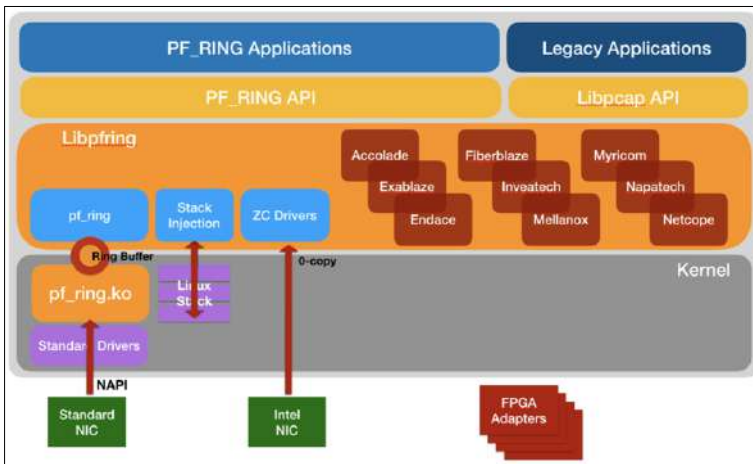 PF_RING Applications
Legacy Applications
PF_RING API
Libpcap API
Libpfring
Accolade
Fiberblaze
Myricom
Exablaze
Inveatech
Napatech
Endace
Mellanox
Netcope
pf_ring
Stack
Injection
ZC Drivers
Ring Buffer
0-copy
Kernel
pf_ring.ko
Linux
Stack
Standard Drivers
NAPI
Standard
NIC
Intel
NIC
FPGA
Adapters